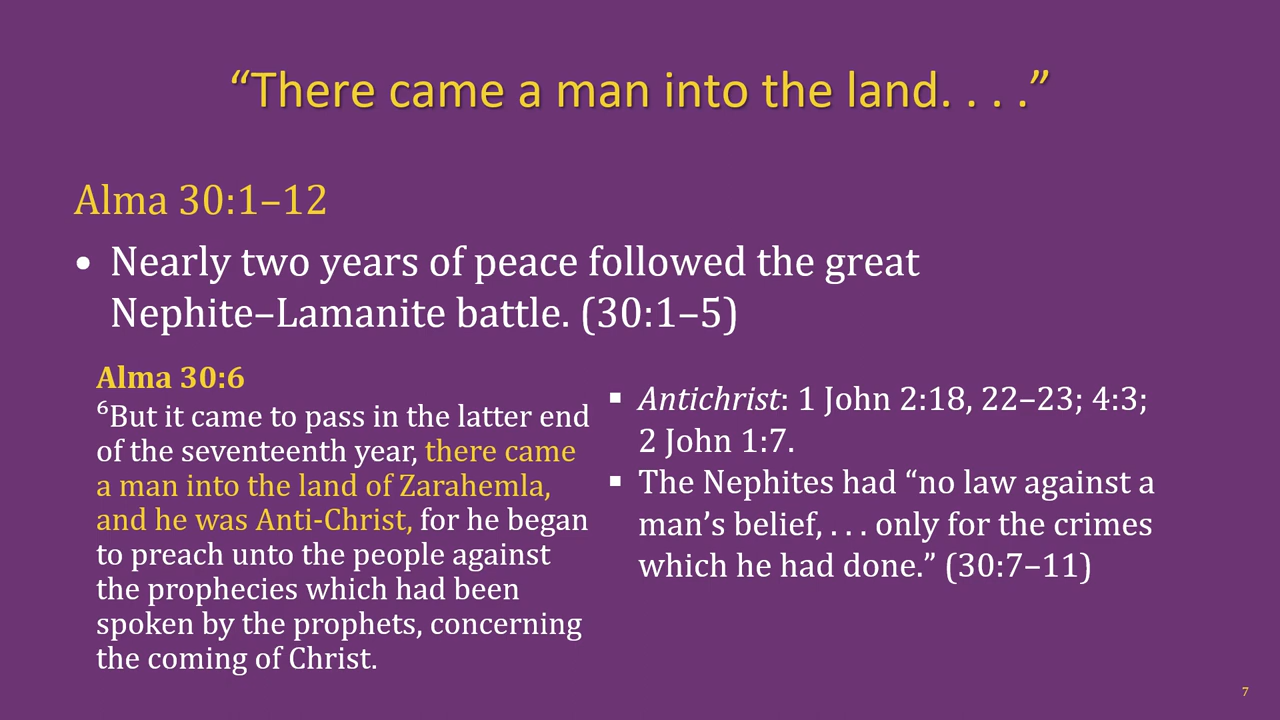 “There came a man into the land. . . .”
Alma 30:1–12
• Nearly two years of peace followed the great
Nephite–Lamanite battle. (30:1–5)
Alma 30:6
⁶But it came to pass in the latter end
of the seventeenth year, there came
a man into the land of Zarahemla,
and he was Anti-Christ, for he began
to preach unto the people against
the prophecies which had been
spoken by the prophets, concerning
the coming of Christ.
▪ Antichrist: 1 John 2:18, 22–23; 4:3;
2 John 1:7.
▪ The Nephites had “no law against a
man’s belief, . . . only for the crimes
which he had done.” (30:7–11)
7